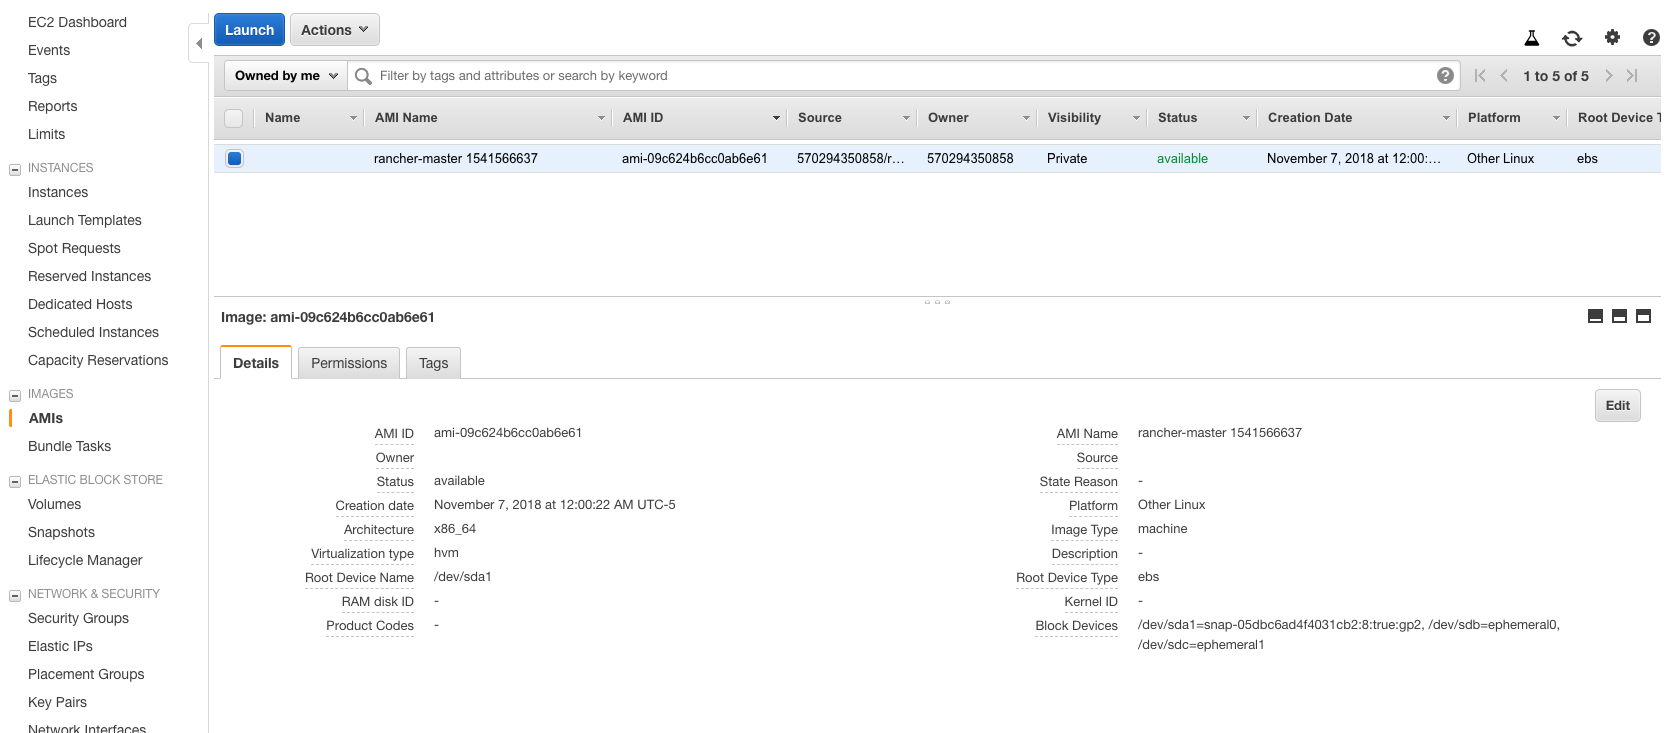 EC2 Dashboard
Events
Tags
Reports
Limits
INSTANCES
Instances
Launch Templates
Spot Requests
Reserved Instances
Dedicated Hosts
Scheduled Instances
Capacity Reservations
IMAGES
AMIs
Bundle Tasks
ELASTIC BLOCK STORE
Volumes
Snapshots
Lifecycle Manager
NETWORK & SECURITY
Security Groups
Elastic IPs
Placement Groups
Key Pairs
Network Interfaces
Launch Actions
Owned by me Filter by tags and attributes or search by keyword 1 to 5 of 5
Name AMI Name AMI ID Source Owner Visibility Status Creation Date Platform Root Device T
rancher-master 1541566637 ami-09c624b6cc0ab6e61 570294350858/r… 570294350858 Private available November 7, 2018 at 12:00:… Other Linux ebs
Image: ami-09c624b6cc0ab6e61
Details Permissions Tags
Edit
AMI ID ami-09c624b6cc0ab6e61
Owner
Status available
Creation date November 7, 2018 at 12:00:22 AM UTC-5
Architecture x86_64
Virtualization type hvm
Root Device Name /dev/sda1
RAM disk ID -
Product Codes -
AMI Name rancher-master 1541566637
Source
State Reason -
Platform Other Linux
Image Type machine
Description -
Root Device Type ebs
Kernel ID -
Block Devices /dev/sda1=snap-05dbc6ad4f4031cb2:8:true:gp2, /dev/sdb=ephemeral0,
/dev/sdc=ephemeral1